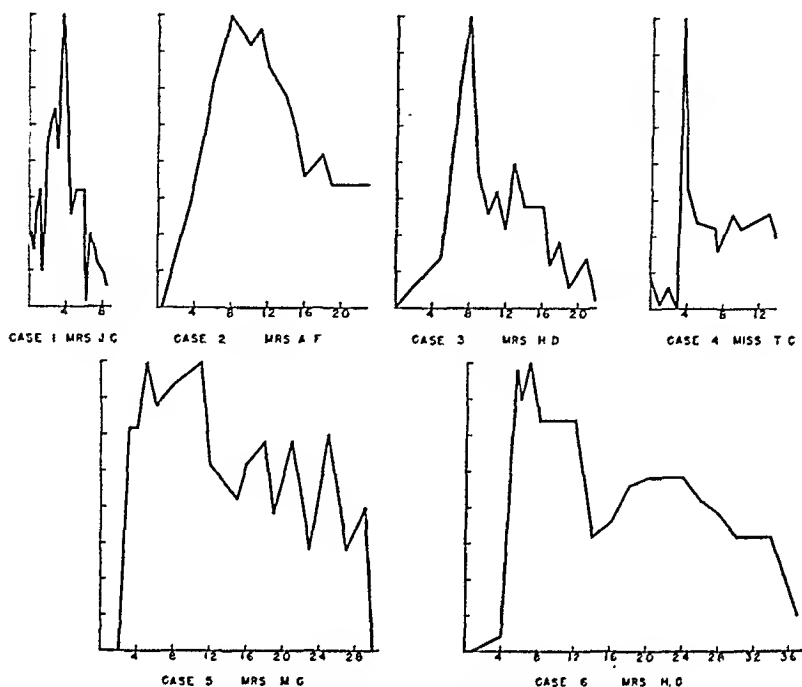 4 8
8 12 20
4 8 12 16 20
4 8 12
CASE 1 MRS J C
CASE 2 MRS A F
CASE 3 MRS H D
CASE 4 MISS T C
4 8 12 16 20 24 28
4 8 12 16 20 24 28 32 36
CASE 5 MRS M G
CASE 6 MRS H, O